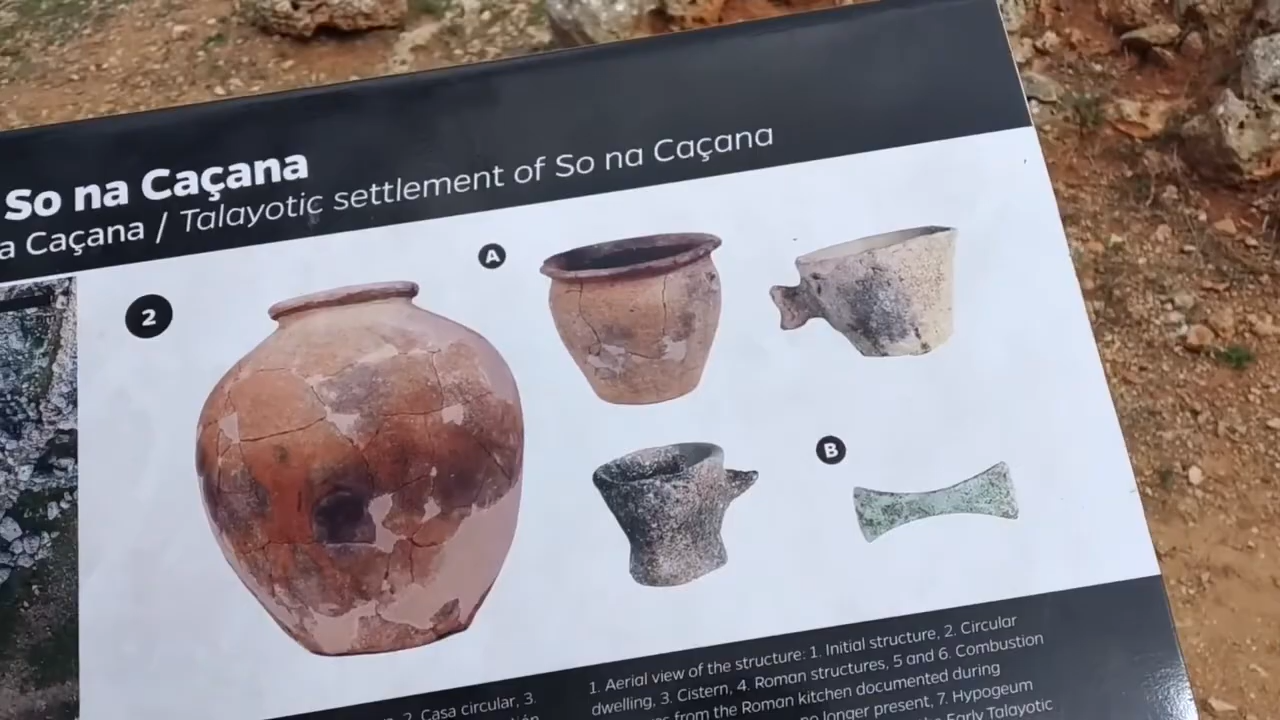 So na Caçana
a Caçana / Talayotic settlement of So na Caçana
2
A
B
2. Casa circular, 3.
1. Aerial view of the structure: 1. Initial structure, 2. Circular
dwelling, 3. Cistern, 4. Roman structures, 5 and 6. Combustion
from the Roman kitchen documented during
no longer present, 7. Hypogeum
Early Talayotic